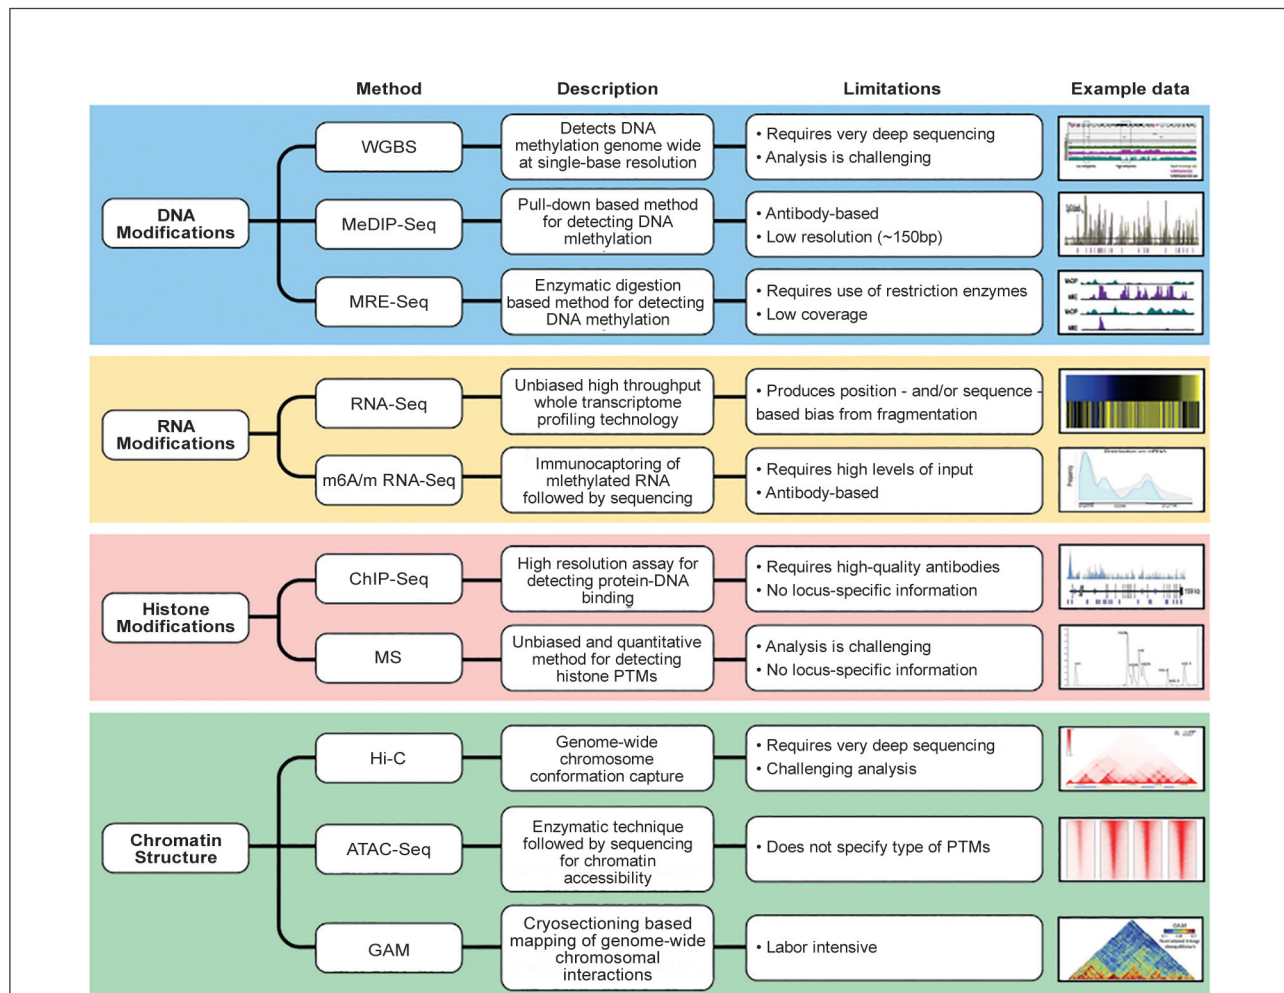 Method Description Limitations Example data
DNA
Modifications
WGBS
Detects DNA
methylation genome wide
at single-base resolution
• Requires very deep sequencing
• Analysis is challenging
MeDIP-Seq
Pull-down based method
for detecting DNA
mlethylation
• Antibody-based
• Low resolution (~150bp)
MRE-Seq
Enzymatic digestion
based method for detecting
DNA methylation
• Requires use of restriction enzymes
• Low coverage
MeDIP
MRE
MeDIP
MRE
RNA
Modifications
RNA-Seq
Unbiased high throughput
whole transcriptome
profiling technology
• Produces position - and/or sequence -
based bias from fragmentation
m6A/m RNA-Seq
Immunocaptoring of
mlethylated RNA
followed by sequencing
• Requires high levels of input
• Antibody-based
Frequency
Histone
Modifications
ChIP-Seq
High resolution assay for
detecting protein-DNA
binding
• Requires high-quality antibodies
• No locus-specific information
MS
Unbiased and quantitative
method for detecting
histone PTMs
• Analysis is challenging
• No locus-specific information
Chromatin
Structure
Hi-C
Genome-wide
chromosome
conformation capture
• Requires very deep sequencing
• Challenging analysis
ATAC-Seq
Enzymatic technique
followed by sequencing
for chromatin
accessibility
• Does not specify type of PTMs
GAM
Cryosectioning based
mapping of genome-wide
chromosomal
interactions
• Labor intensive
GAM